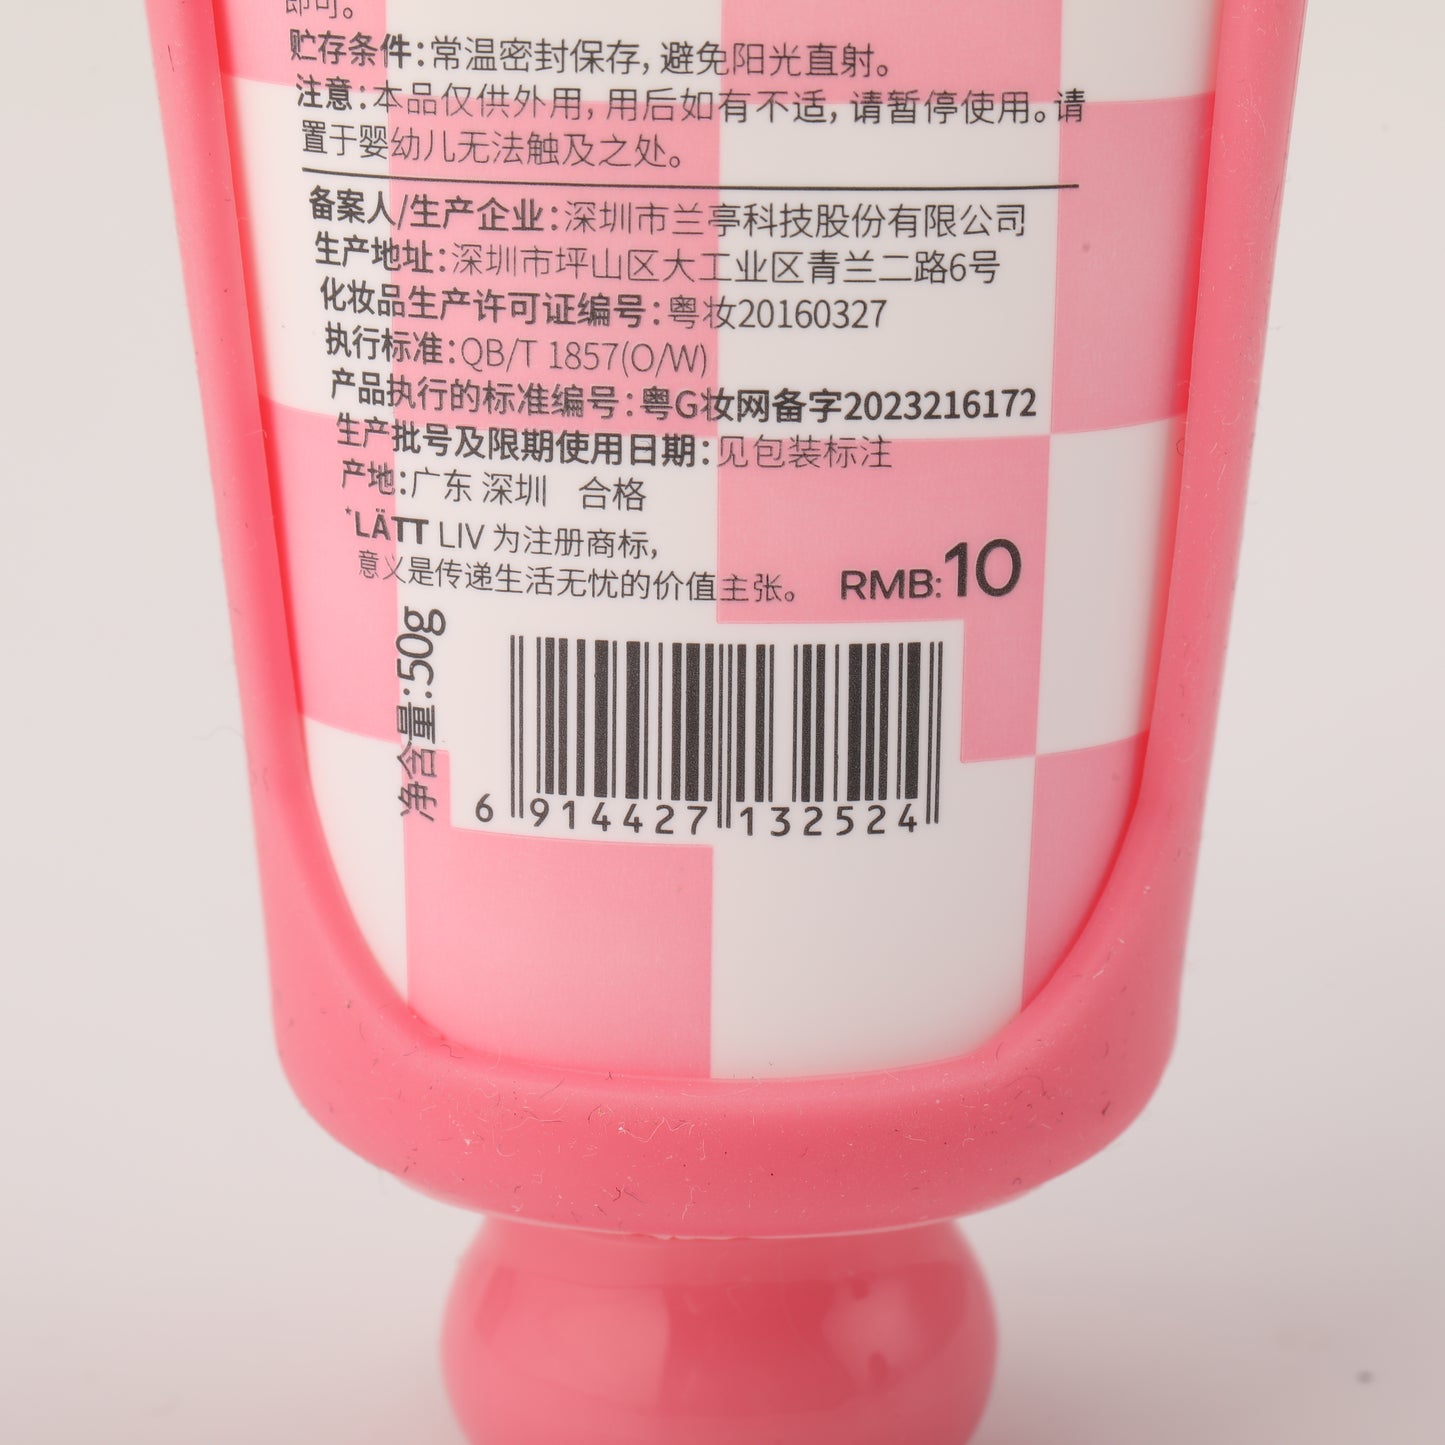 即可。
贮存条件：常温密封保存，避免阳光直射。
注意：本品仅供外用，用后如有不适，请暂停使用。请
置于婴幼儿无法触及之处。
备案人/生产企业：深圳市兰亭科技股份有限公司
生产地址：深圳市坪山区大工业区青兰二路6号
化妆品生产许可证编号：粤妆20160327
执行标准：QB/T 1857(O/W)
产品执行的标准编号：粤G妆网备字2023216172
生产批号及限期使用日期：见包装标注
产地：广东 深圳 合格
*LÄTT LIV 为注册商标，
意义是传递生活无忧的价值主张。 RMB:10
净含量:50g
6 914427 132524